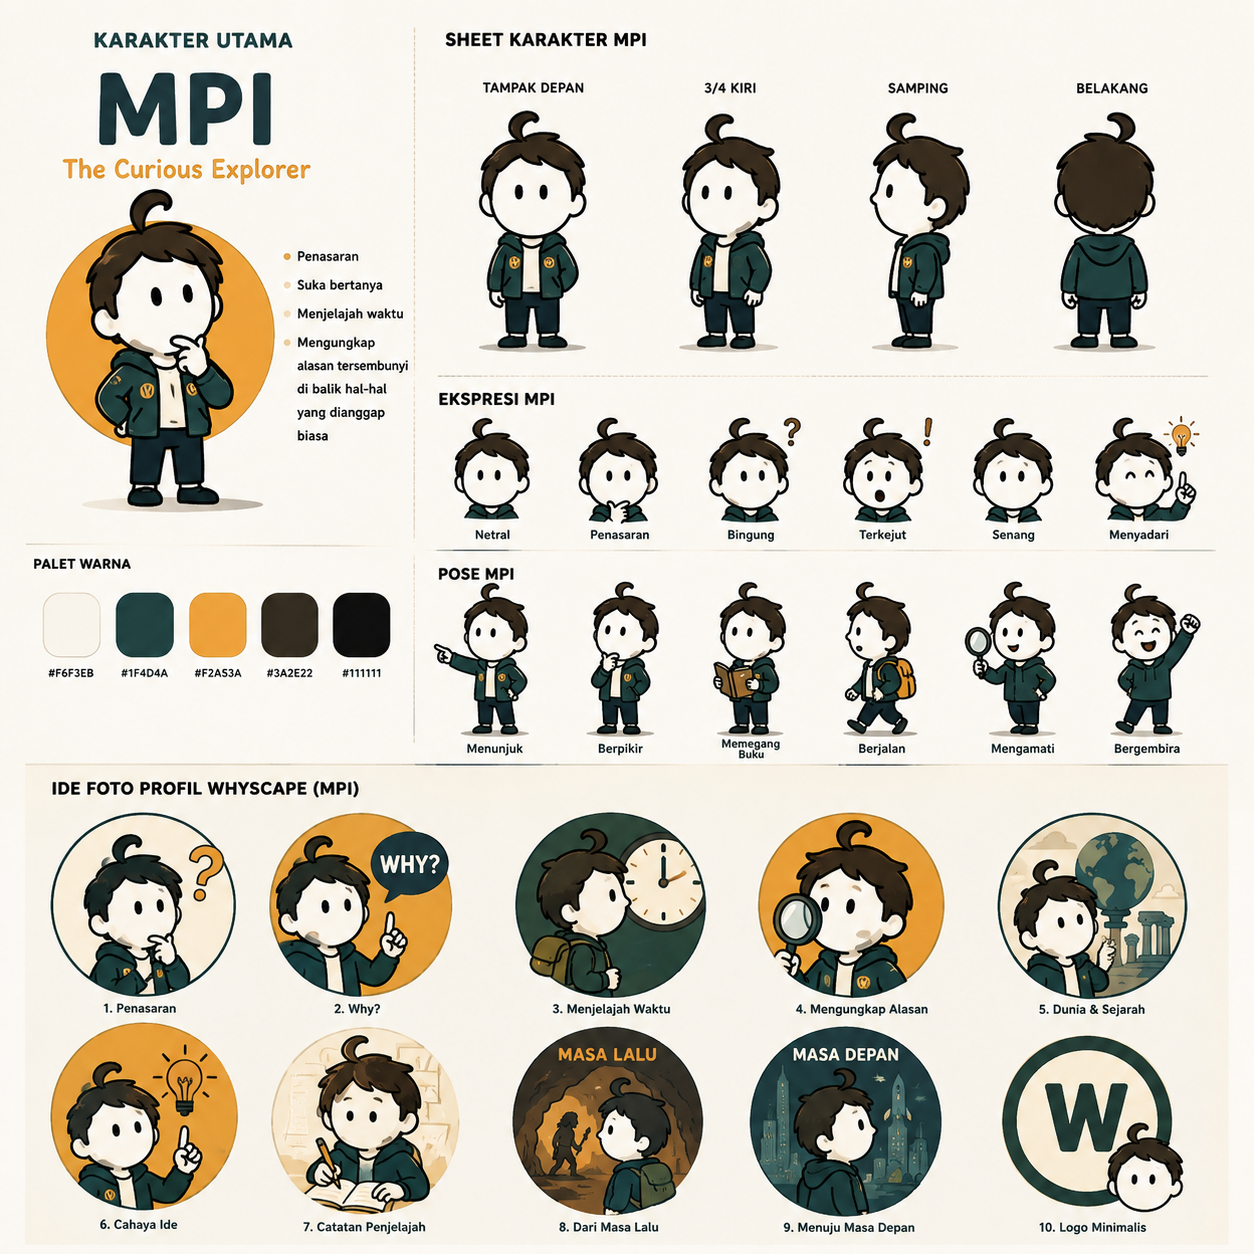 KARAKTER UTAMA
MPI
The Curious Explorer
Penasaran
Suka bertanya
Menjelajah waktu
Mengungkap
alasan tersembunyi
di balik hal-hal
yang dianggap
biasa
PALET WARNA
#F6F3EB
#1F4D4A
#F2A53A
#3A2E22
#111111
SHEET KARAKTER MPI
TAMPAK DEPAN
3/4 KIRI
SAMPING
BELAKANG
EKSPRESI MPI
?
!
Netral
Penasaran
Bingung
Terkejut
Senang
Menyadari
POSE MPI
Menunjuk
Berpikir
Memegang
Buku
Berjalan
Mengamati
Bergembira
IDE FOTO PROFIL WHYSCAPE (MPI)
?
WHY?
1. Penasaran
2. Why?
3. Menjelajah Waktu
4. Mengungkap Alasan
5. Dunia & Sejarah
MASA LALU
MASA DEPAN
W
6. Cahaya Ide
7. Catatan Penjelajah
8. Dari Masa Lalu
9. Menuju Masa Depan
10. Logo Minimalis